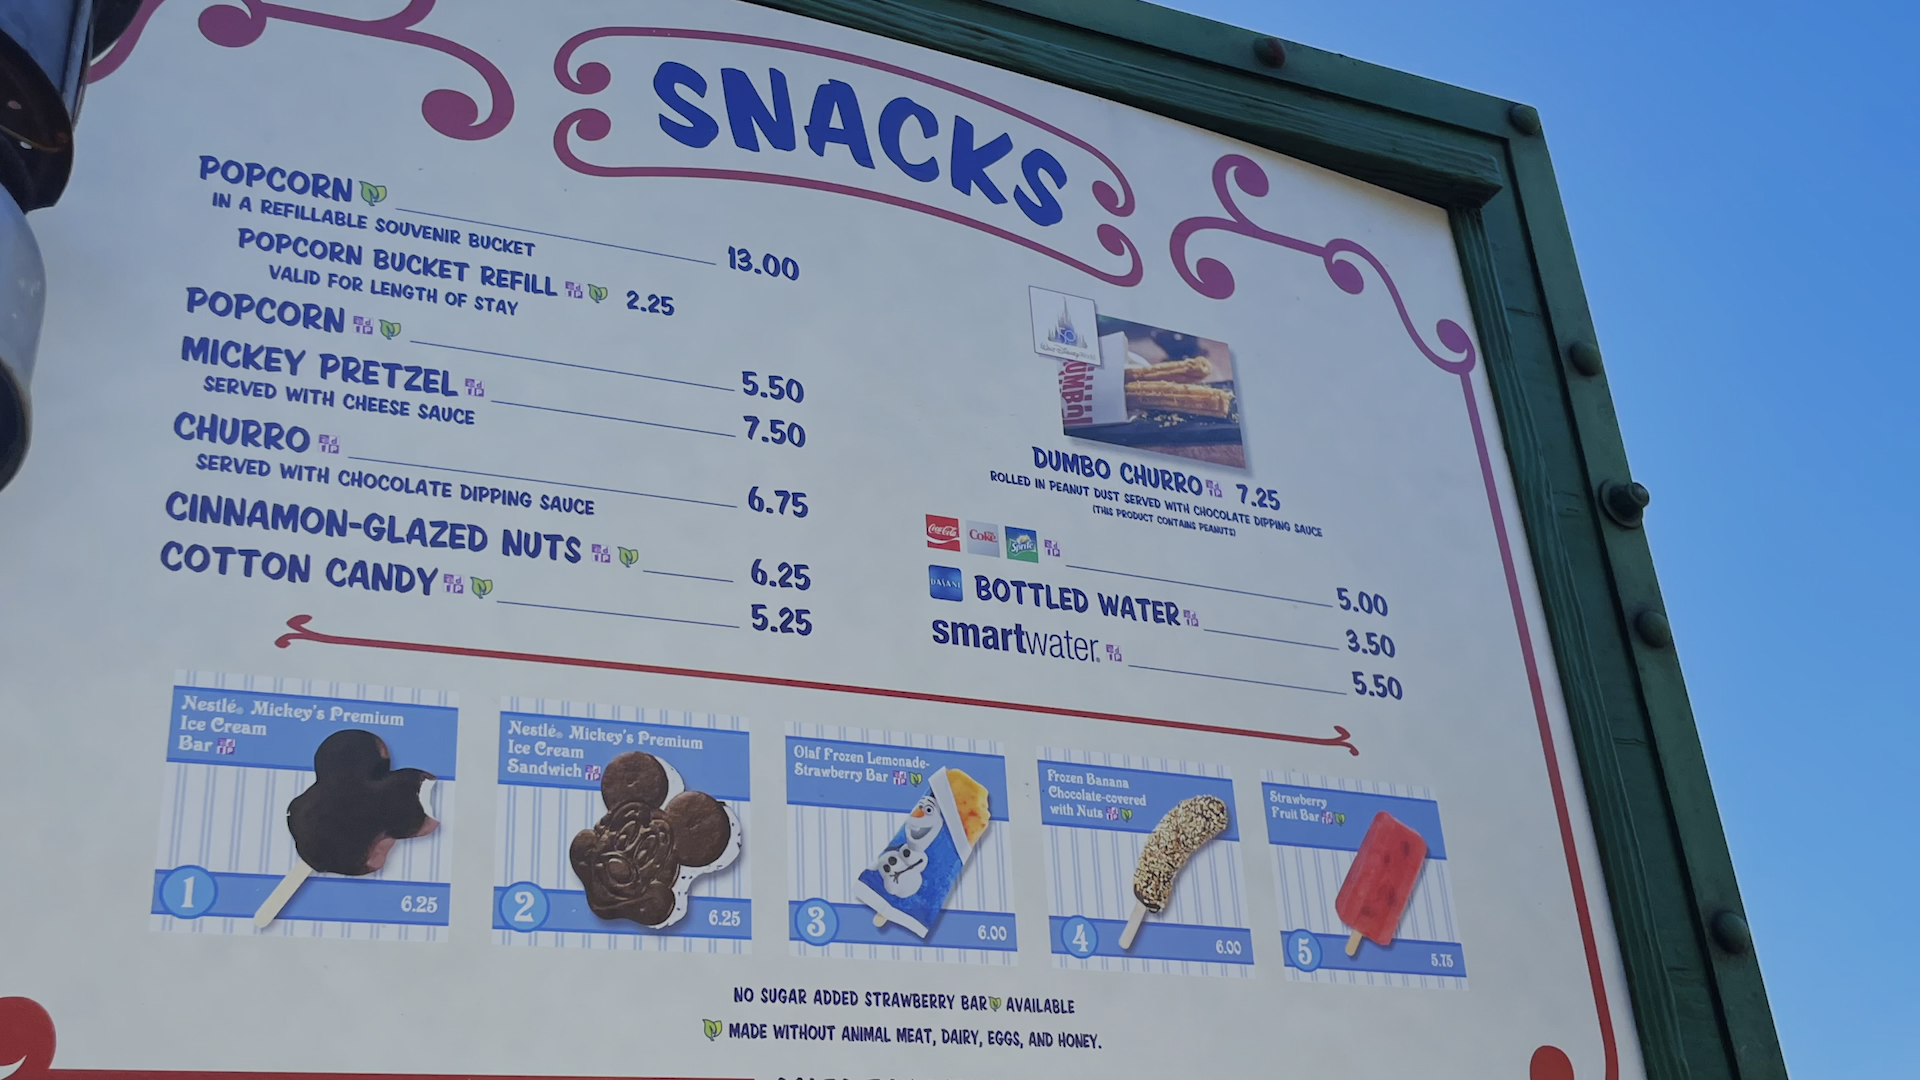 SNACKS
POPCORN
IN A REFILLABLE SOUVENIR BUCKET 13.00
POPCORN BUCKET REFILL 2.25
VALID FOR LENGTH OF STAY
POPCORN 5.50
MICKEY PRETZEL 7.50
SERVED WITH CHEESE SAUCE
CHURRO 6.75
SERVED WITH CHOCOLATE DIPPING SAUCE
CINNAMON-GLAZED NUTS 6.25
COTTON CANDY 5.25
50
Walt Disney World
DUMBO CHURRO 7.25
ROLLED IN PEANUT DUST SERVED WITH CHOCOLATE DIPPING SAUCE
(THIS PRODUCT CONTAINS PEANUTS)
Coca-Cola Coke Sprite 5.00
DASANI BOTTLED WATER 3.50
smartwater. 5.50
Nestlé® Mickey's Premium
Ice Cream
Bar
1 6.25
Nestlé® Mickey's Premium
Ice Cream
Sandwich
2 6.25
Olaf Frozen Lemonade-
Strawberry Bar
3 6.00
Frozen Banana
Chocolate-covered
with Nuts
4 6.00
Strawberry
Fruit Bar
5 5.75
NO SUGAR ADDED STRAWBERRY BAR AVAILABLE
MADE WITHOUT ANIMAL MEAT, DAIRY, EGGS, AND HONEY.